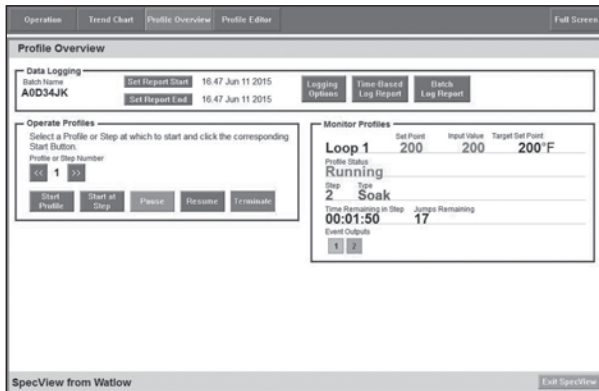 Operation Trend Chart Profile Overview Profile Editor Full Screen
Profile Overview
Data Logging
Batch Name
A0D34JK
Set Report Start 16.47 Jun 11 2015
Set Report End 16.47 Jun 11 2015
Logging Options
Time-Based Log Report
Batch Log Report
Operate Profiles
Select a Profile or Step at which to start and click the corresponding
Start Button.
Profile or Step Number
<< 1 >>
Start Profile
Start at Step
Pause
Resume
Terminate
Monitor Profiles
Set Point Input Value Target Set Point
Loop 1 200 200 200°F
Profile Status
Running
Step Type
2 Soak
Time Remaining in Step Jumps Remaining
00:01:50 17
Event Outputs
1 2
SpecView from Watlow Exit SpecView